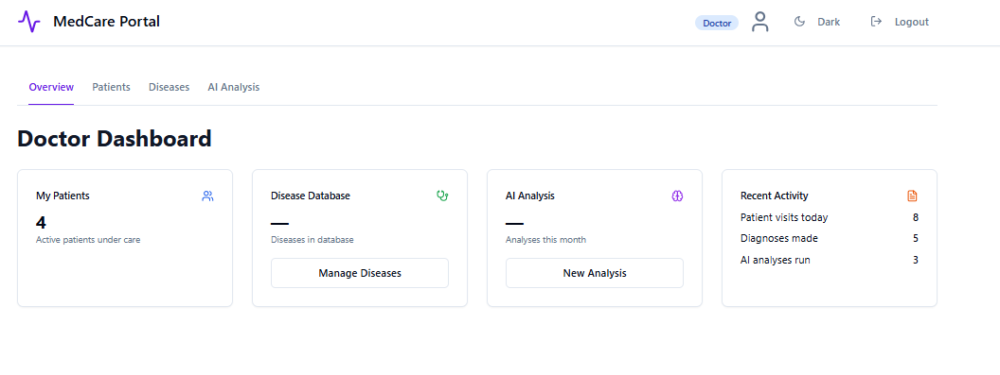 MedCare Portal
Doctor
Dark
Logout
Overview
Patients
Diseases
AI Analysis
Doctor Dashboard
My Patients
4
Active patients under care
Disease Database
—
Diseases in database
Manage Diseases
AI Analysis
—
Analyses this month
New Analysis
Recent Activity
Patient visits today 8
Diagnoses made 5
AI analyses run 3